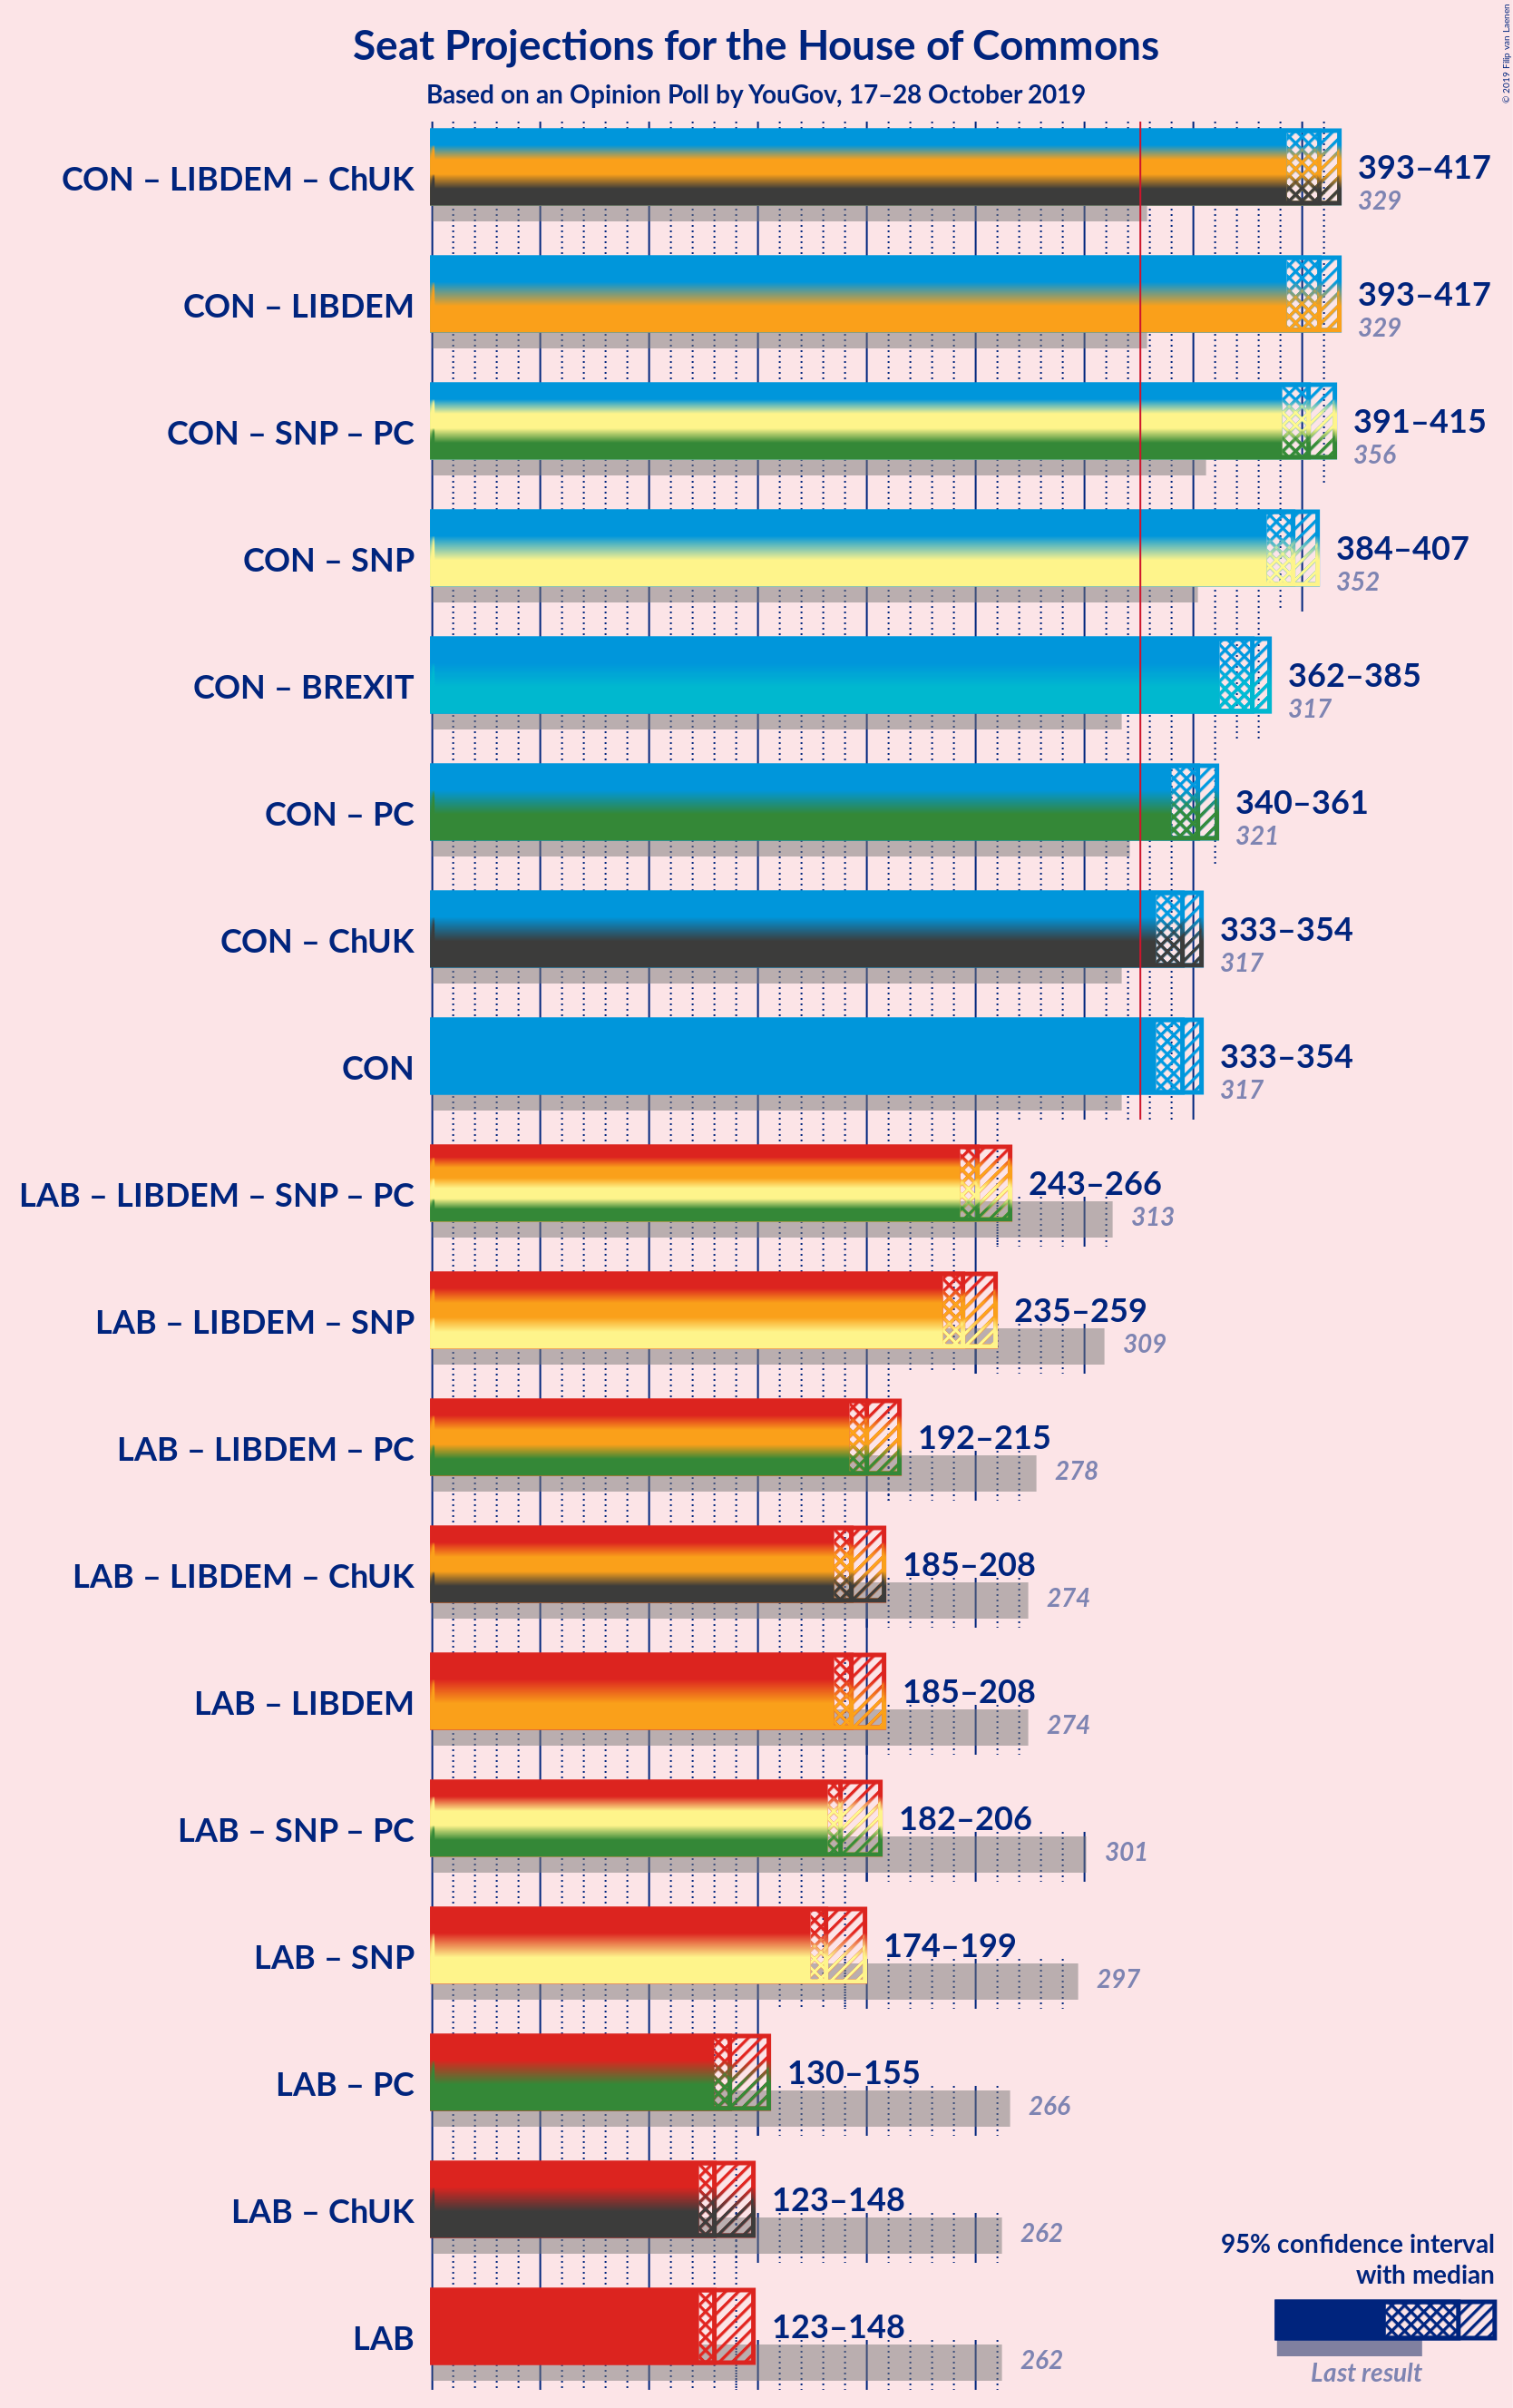 Seat Projections for the House of Commons
Based on an Opinion Poll by YouGov, 17–28 October 2019
© 2019 Filip van Laenen
CON – LIBDEM – ChUK
393–417
329
CON – LIBDEM
393–417
329
CON – SNP – PC
391–415
356
CON – SNP
384–407
352
CON – BREXIT
362–385
317
CON – PC
340–361
321
CON – ChUK
333–354
317
CON
333–354
317
LAB – LIBDEM – SNP – PC
243–266
313
LAB – LIBDEM – SNP
235–259
309
LAB – LIBDEM – PC
192–215
278
LAB – LIBDEM – ChUK
185–208
274
LAB – LIBDEM
185–208
274
LAB – SNP – PC
182–206
301
LAB – SNP
174–199
297
LAB – PC
130–155
266
LAB – ChUK
123–148
262
LAB
123–148
262
95% confidence interval
with median
Last result